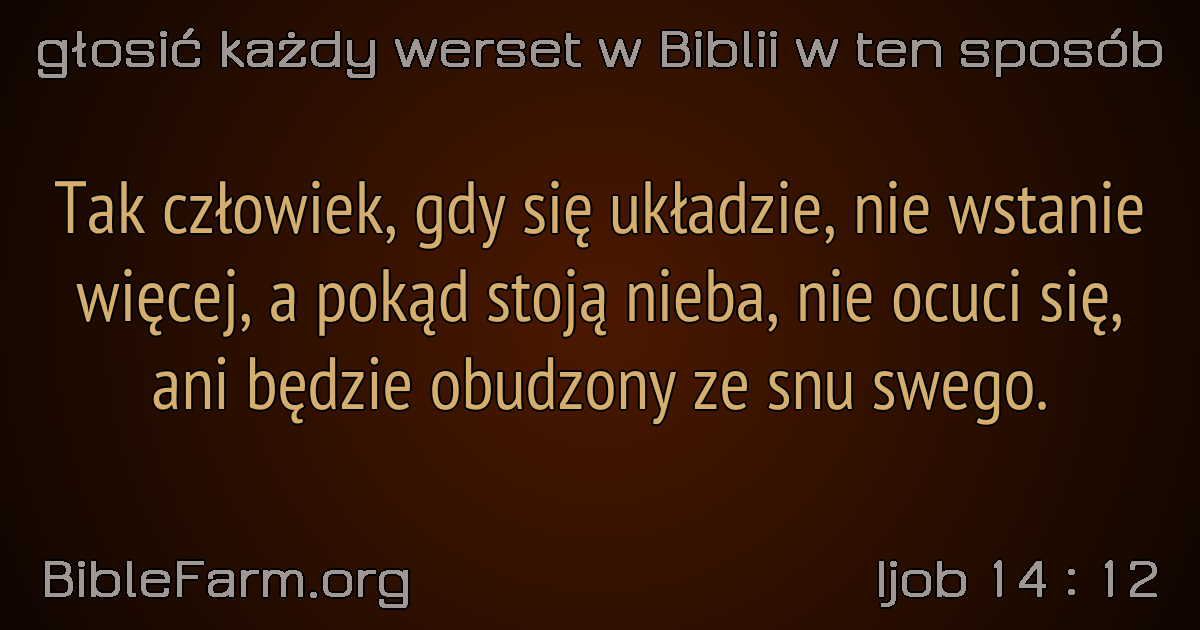 głosić każdy werset w Biblii w ten sposób
Tak człowiek, gdy się układzie, nie wstanie
więcej, a pokąd stoją nieba, nie ocuci się,
ani będzie obudzony ze snu swego.
BibleFarm.org
Ijob 14 : 12